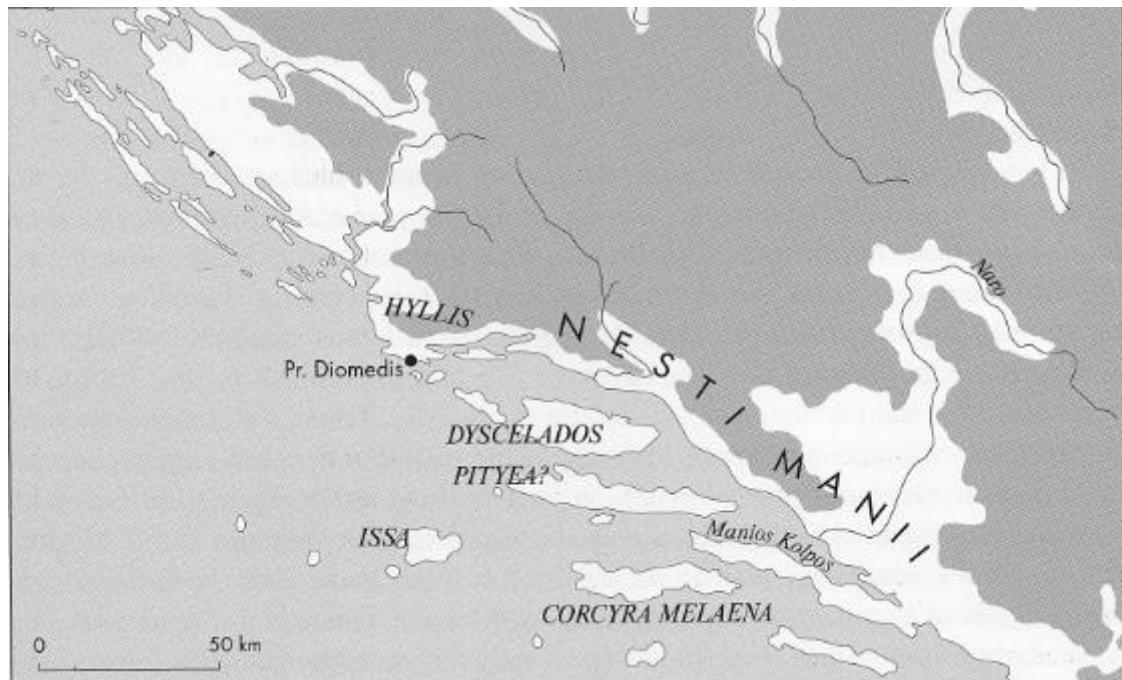 Naro
HYLLIS
NESTI MANII
Pr. Diomedis
DYSCELADOS
PITYEA?
Manios Kolpos
ISSA
CORCYRA MELAENA
0 50 km